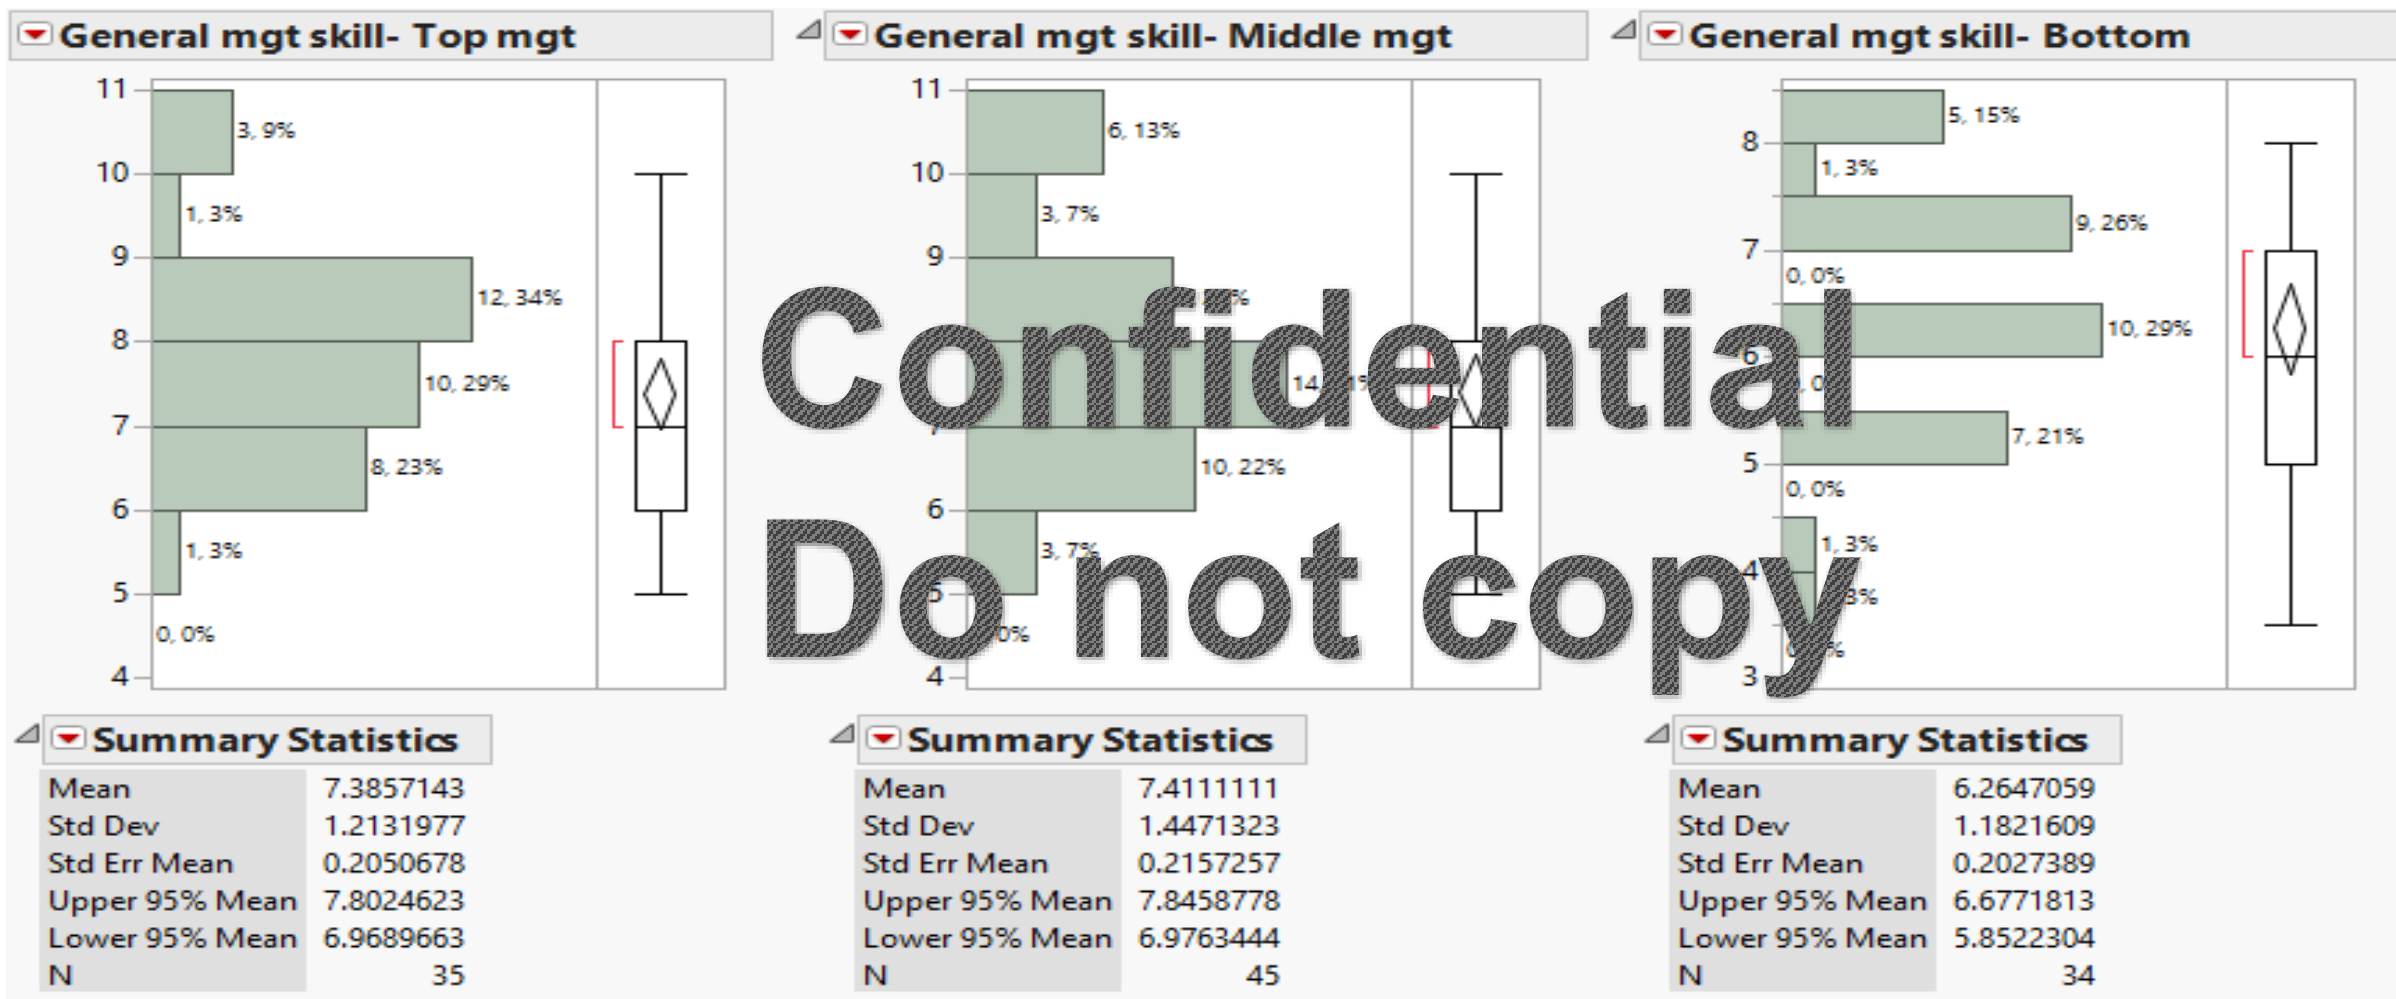 General mgt skill- Top mgt
11
10
9
8
7
6
5
4
3, 9%
1, 3%
12, 34%
10, 29%
8, 23%
1, 3%
0, 0%
Summary Statistics
Mean 7.3857143
Std Dev 1.2131977
Std Err Mean 0.2050678
Upper 95% Mean 7.8024623
Lower 95% Mean 6.9689663
N 35
General mgt skill- Middle mgt
11
10
9
6
5
4
6, 13%
3, 7%
10, 22%
3, 7%
Summary Statistics
Mean 7.4111111
Std Dev 1.4471323
Std Err Mean 0.2157257
Upper 95% Mean 7.8458778
Lower 95% Mean 6.9763444
N 45
General mgt skill- Bottom
8
7
6
5
4
3
5, 15%
1, 3%
9, 26%
0, 0%
10, 29%
7, 21%
0, 0%
1, 3%
Summary Statistics
Mean 6.2647059
Std Dev 1.1821609
Std Err Mean 0.2027389
Upper 95% Mean 6.6771813
Lower 95% Mean 5.8522304
N 34
Confidential
Do not copy